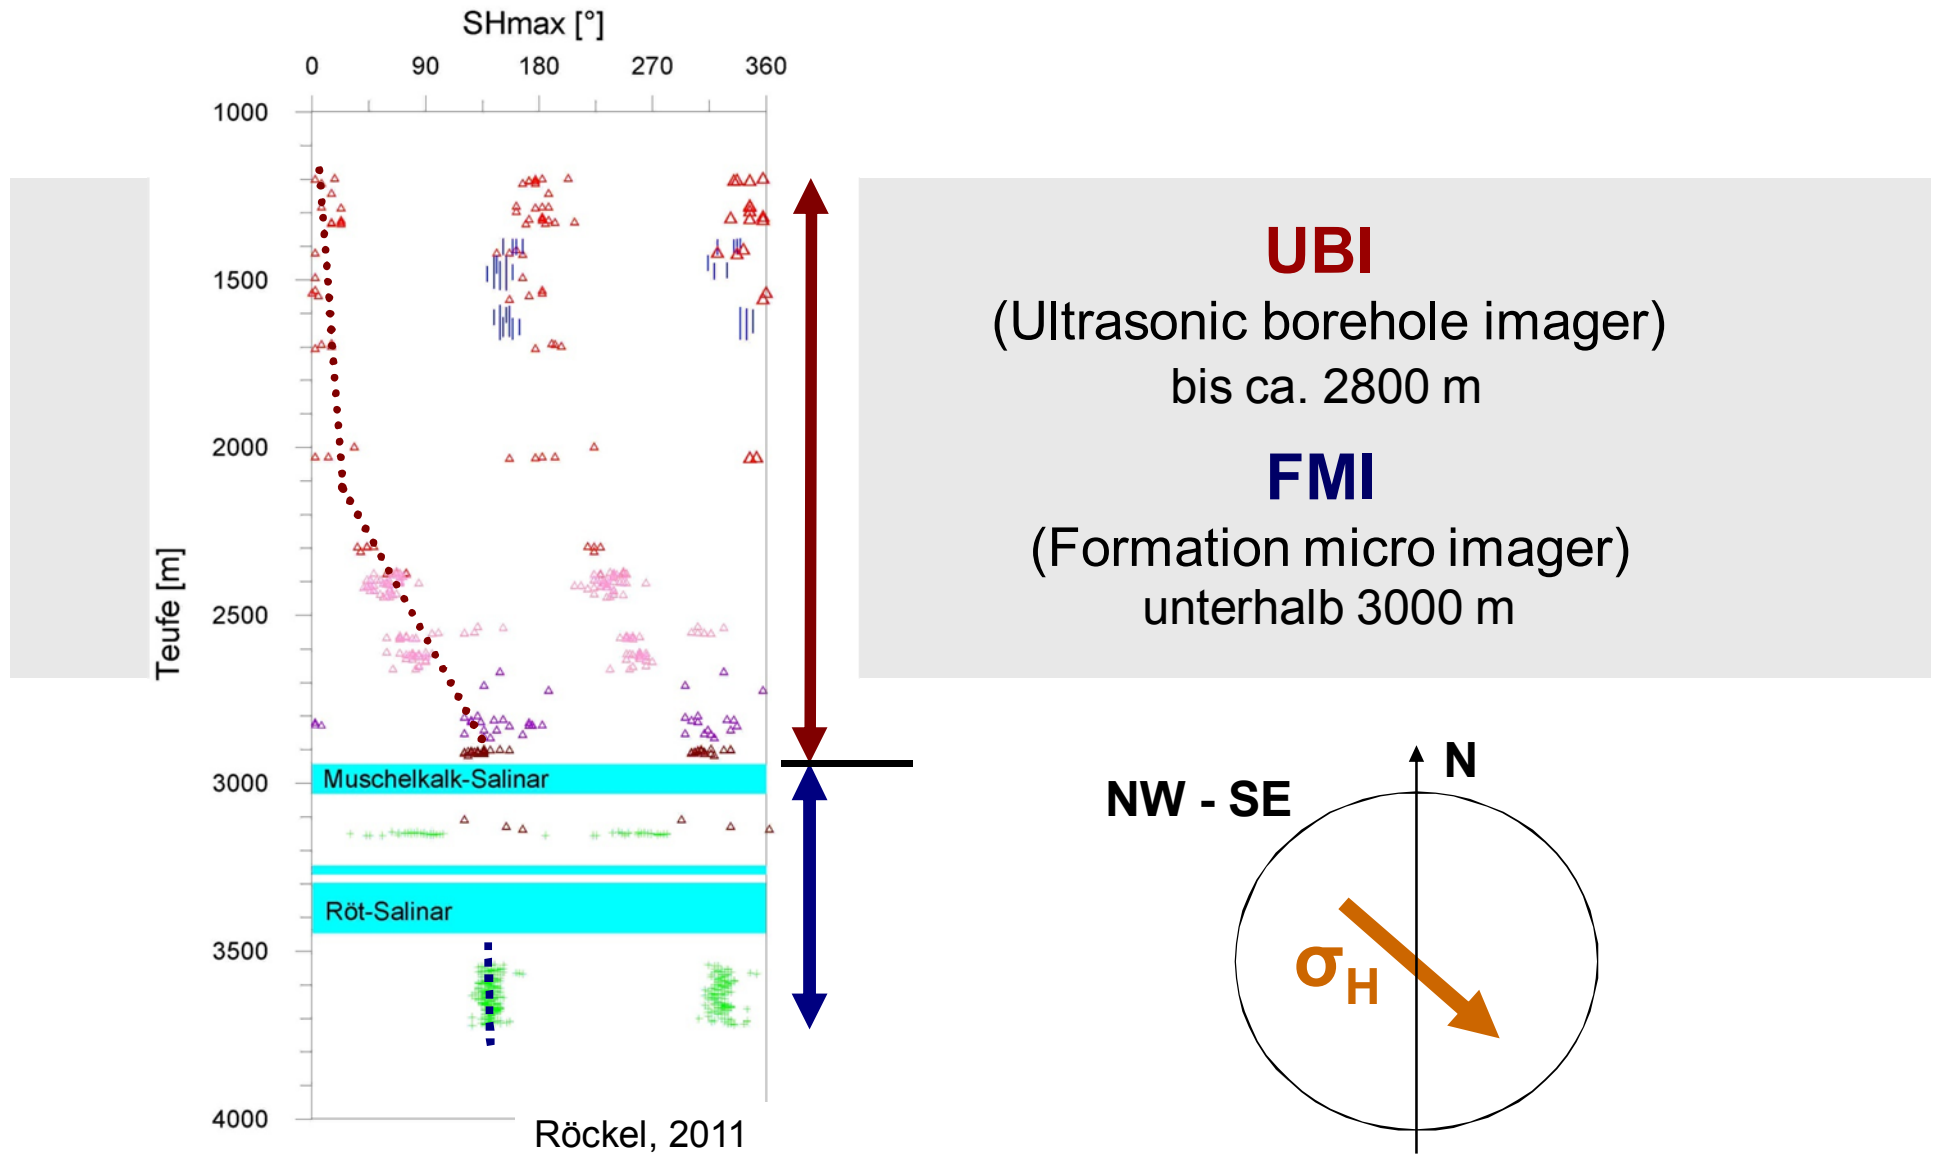 SHmax [°]
0 90 180 270 360
1000
1500
2000
2500
3000
3500
4000
Teufe [m]
Muschelkalk-Salinar
Röt-Salinar
Röckel, 2011
UBI
(Ultrasonic borehole imager)
bis ca. 2800 m
FMI
(Formation micro imager)
unterhalb 3000 m
N
NW - SE
σH